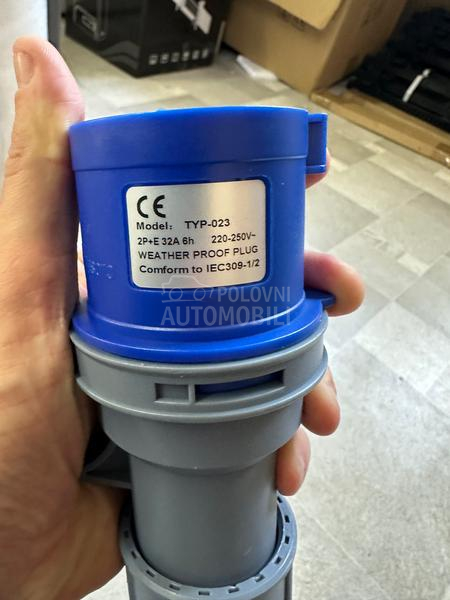 CE
Model: TYP-023
2P+E 32A 6h 220-250V~
WEATHER PROOF PLUG
Comform to IEC309-1/2
POLOVNI
AUTOMOBILI